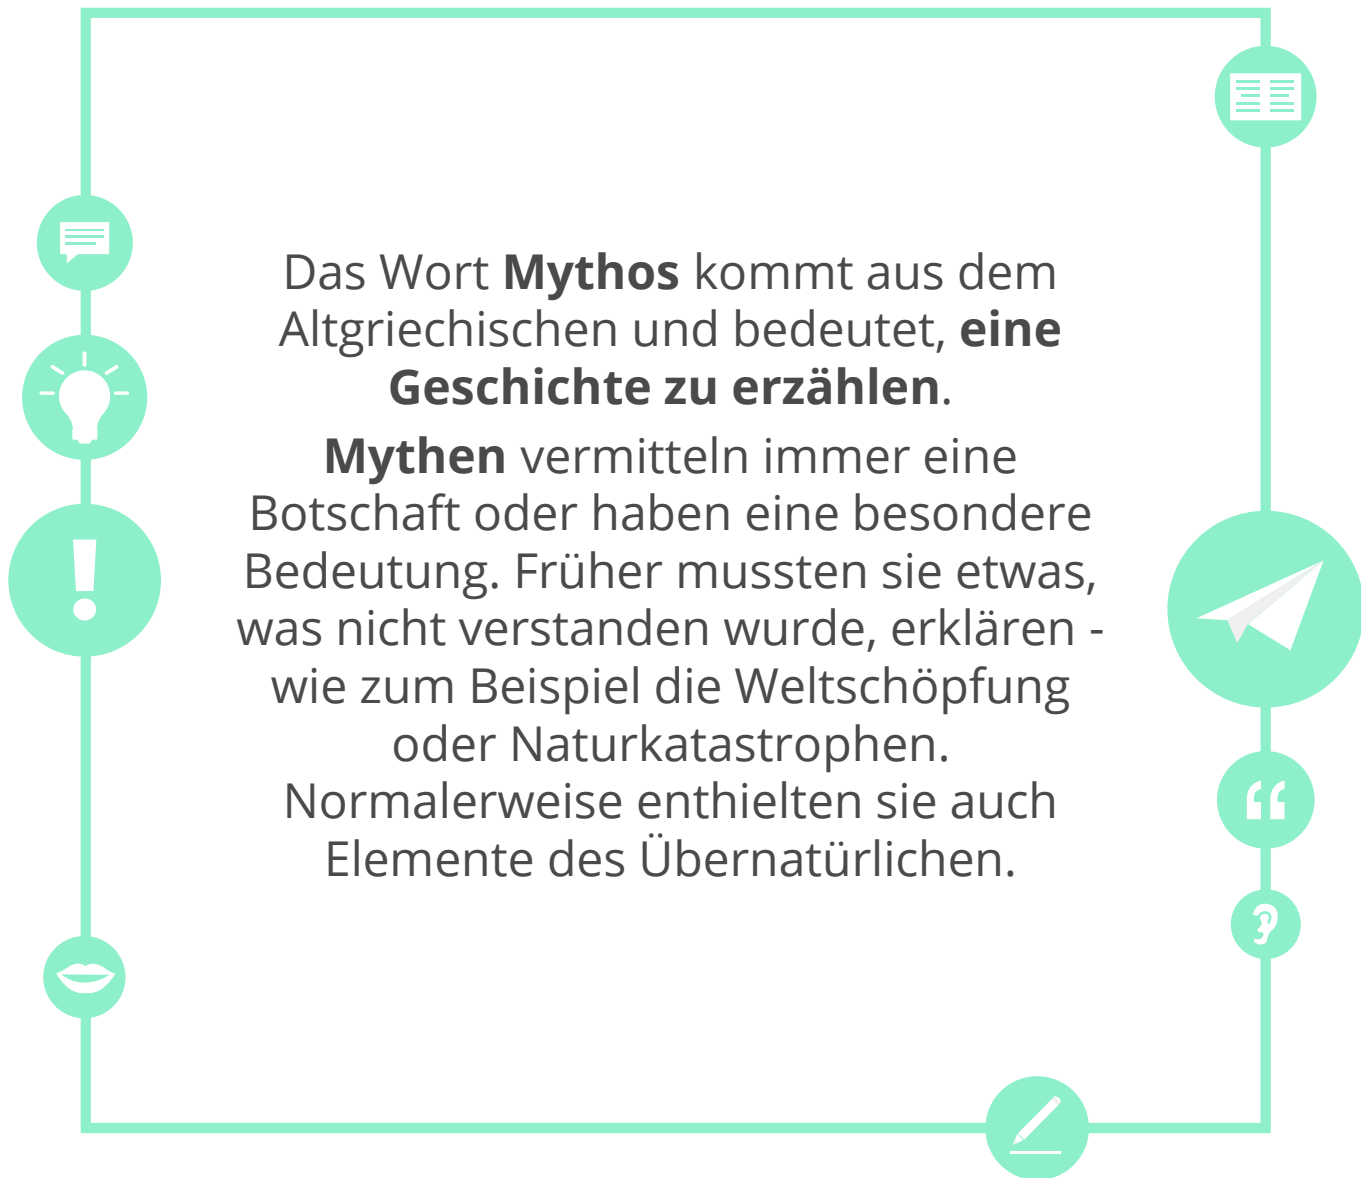 Das Wort Mythos kommt aus dem
Altgriechischen und bedeutet, eine
Geschichte zu erzählen.
Mythen vermitteln immer eine
Botschaft oder haben eine besondere
Bedeutung. Früher mussten sie etwas,
was nicht verstanden wurde, erklären -
wie zum Beispiel die Weltschöpfung
oder Naturkatastrophen.
Normalerweise enthielten sie auch
Elemente des Übernatürlichen.